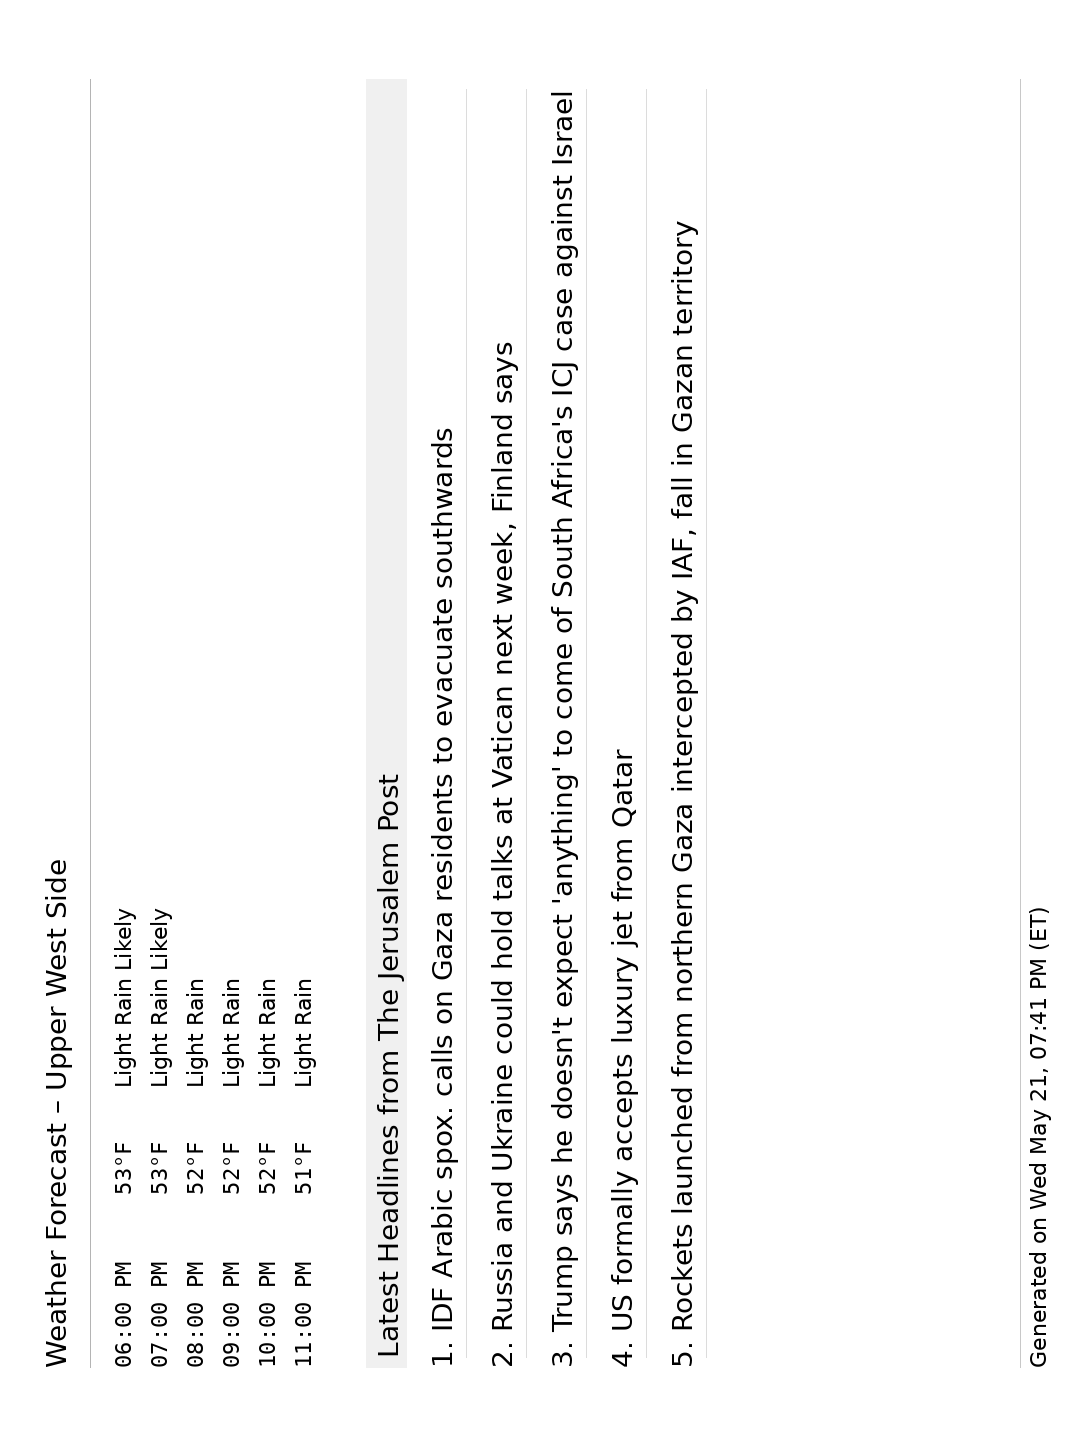 Weather Forecast – Upper West Side
06:00 PM 53°F Light Rain Likely
07:00 PM 53°F Light Rain Likely
08:00 PM 52°F Light Rain
09:00 PM 52°F Light Rain
10:00 PM 52°F Light Rain
11:00 PM 51°F Light Rain
Latest Headlines from The Jerusalem Post
1. IDF Arabic spox. calls on Gaza residents to evacuate southwards
2. Russia and Ukraine could hold talks at Vatican next week, Finland says
3. Trump says he doesn't expect 'anything' to come of South Africa's ICJ case against Israel
4. US formally accepts luxury jet from Qatar
5. Rockets launched from northern Gaza intercepted by IAF, fall in Gazan territory
Generated on Wed May 21, 07:41 PM (ET)